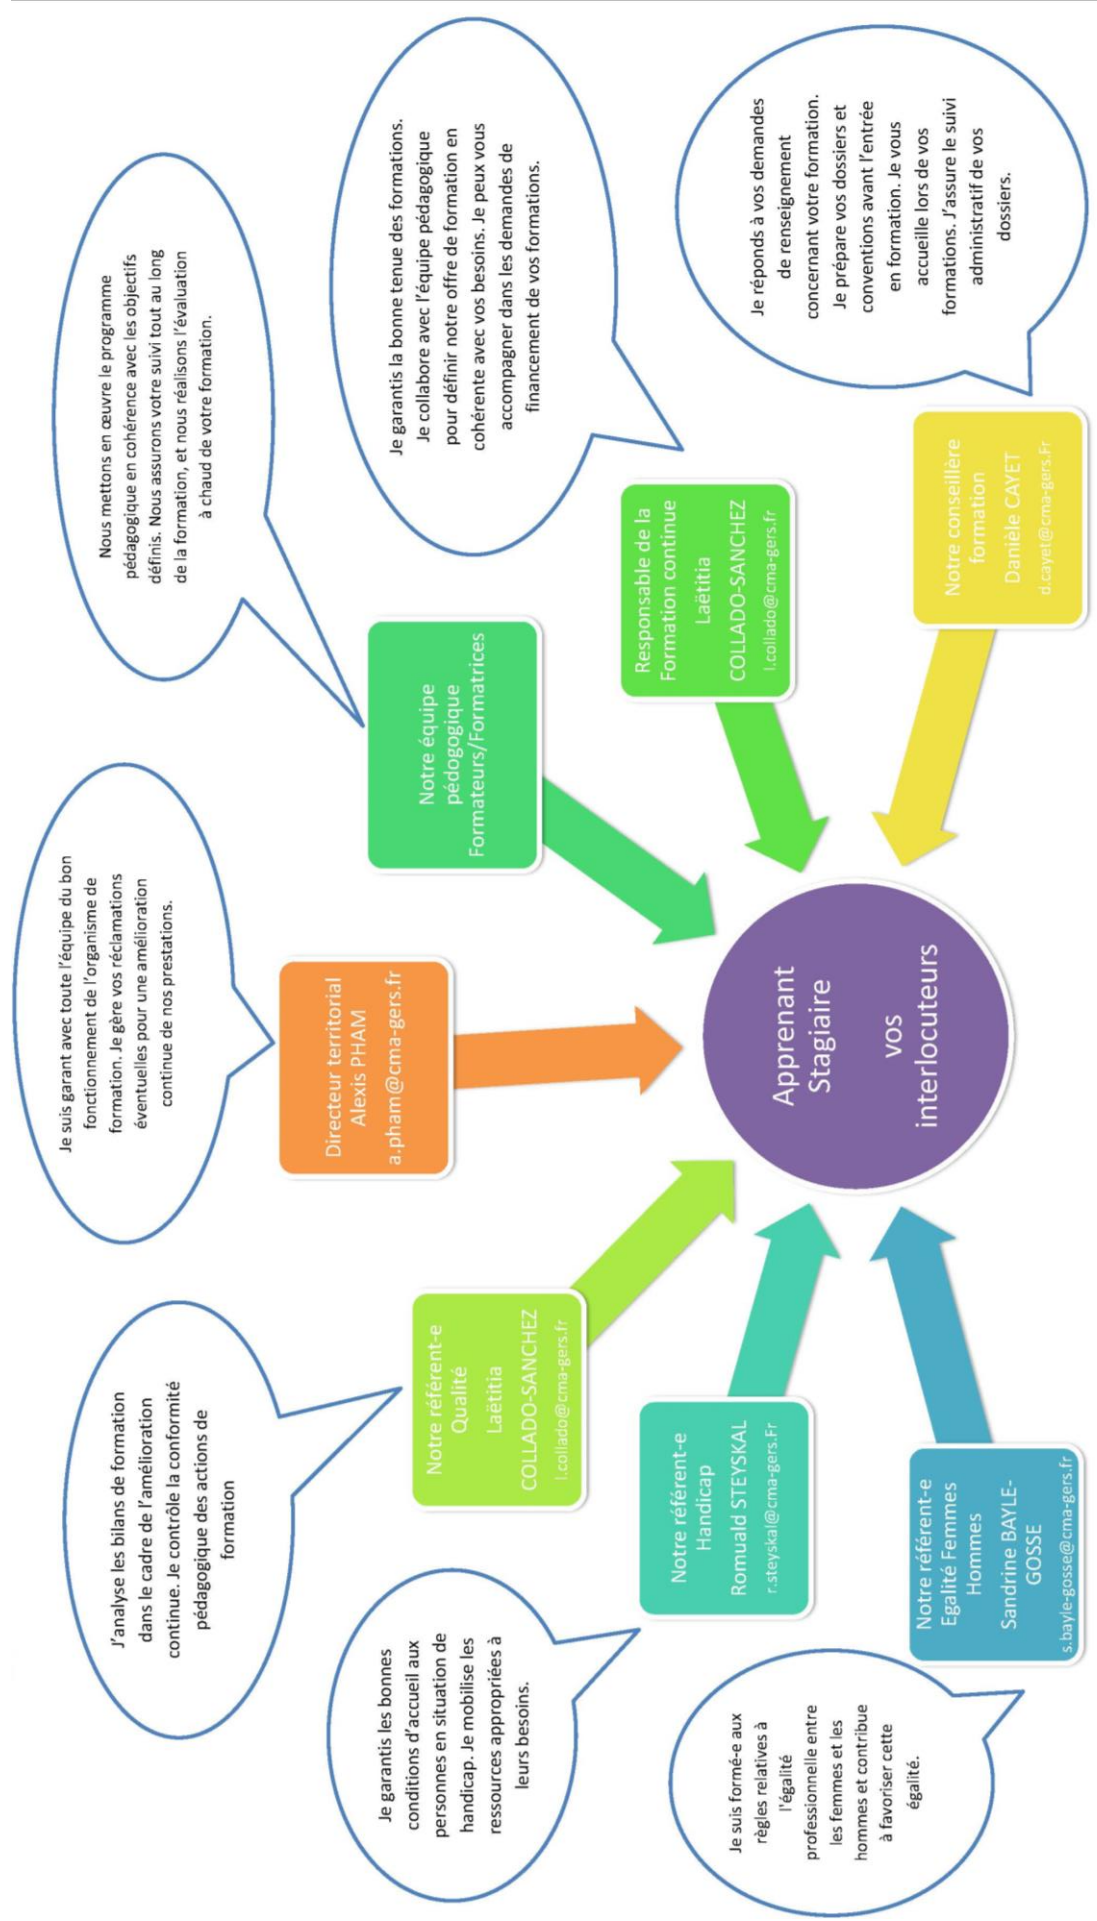 J’analyse les bilans de formation
dans le cadre de l’amélioration
continue. Je contrôle la conformité
pédagogique des actions de
formation
Je suis garant avec toute l’équipe du bon
fonctionnement de l’organisme de
formation. Je gère vos réclamations
éventuelles pour une amélioration
continue de nos prestations.
Nous mettons en œuvre le programme
pédagogique en cohérence avec les objectifs
définis. Nous assurons votre suivi tout au long
de la formation, et nous réalisons l’évaluation
à chaud de votre formation.
Je garantis les bonnes
conditions d’accueil aux
personnes en situation de
handicap. Je mobilise les
ressources appropriées à
leurs besoins.
Notre référent-e
Qualité
Laëtitia
COLLADO-SANCHEZ
l.collado@cma-gers.fr
Directeur territorial
Alexis PHAM
a.pham@cma-gers.fr
Notre équipe
pédogogique
Formateurs/Formatrices
Je garantis la bonne tenue des formations.
Je collabore avec l’équipe pédagogique
pour définir notre offre de formation en
cohérente avec vos besoins. Je peux vous
accompagner dans les demandes de
financement de vos formations.
Notre référent-e
Handicap
Romuald STEYSKAL
r.steyskal@cma-gers.Fr
Responsable de la
Formation continue
Laëtitia
COLLADO-SANCHEZ
l.collado@cma-gers.fr
Je suis formé-e aux
règles relatives à
l'égalité
professionnelle entre
les femmes et les
hommes et contribue
à favoriser cette
égalité.
Notre référent-e
Egalité Femmes
Hommes
Sandrine BAYLE-
GOSSE
s.bayle-gosse@cma-gers.fr
Apprenant
Stagiaire
vos
interlocuteurs
Notre conseillère
formation
Danièle CAYET
d.cayet@cma-gers.Fr
Je réponds à vos demandes
de renseignement
concernant votre formation.
Je prépare vos dossiers et
conventions avant l’entrée
en formation. Je vous
accueille lors de vos
formations. J’assure le suivi
administratif de vos
dossiers.